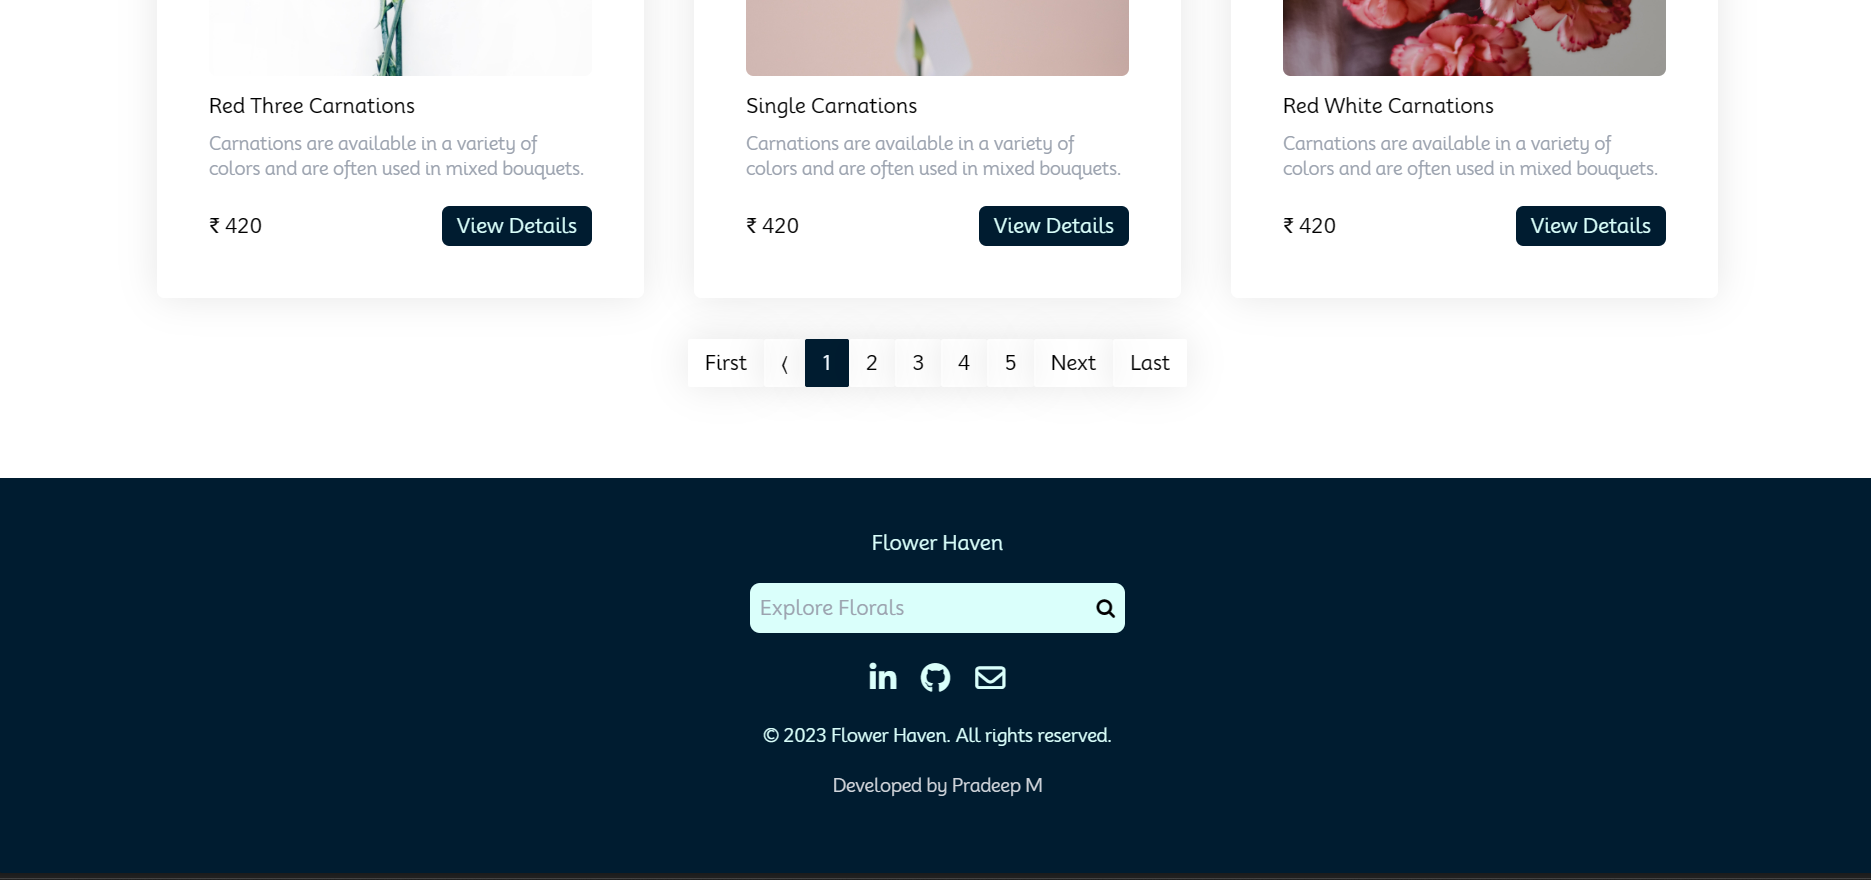 Red Three Carnations
Carnations are available in a variety of
colors and are often used in mixed bouquets.
₹ 420
View Details
Single Carnations
Carnations are available in a variety of
colors and are often used in mixed bouquets.
₹ 420
View Details
Red White Carnations
Carnations are available in a variety of
colors and are often used in mixed bouquets.
₹ 420
View Details
First ⟨ 1 2 3 4 5 Next Last
Flower Haven
Explore Florals
in
© 2023 Flower Haven. All rights reserved.
Developed by Pradeep M